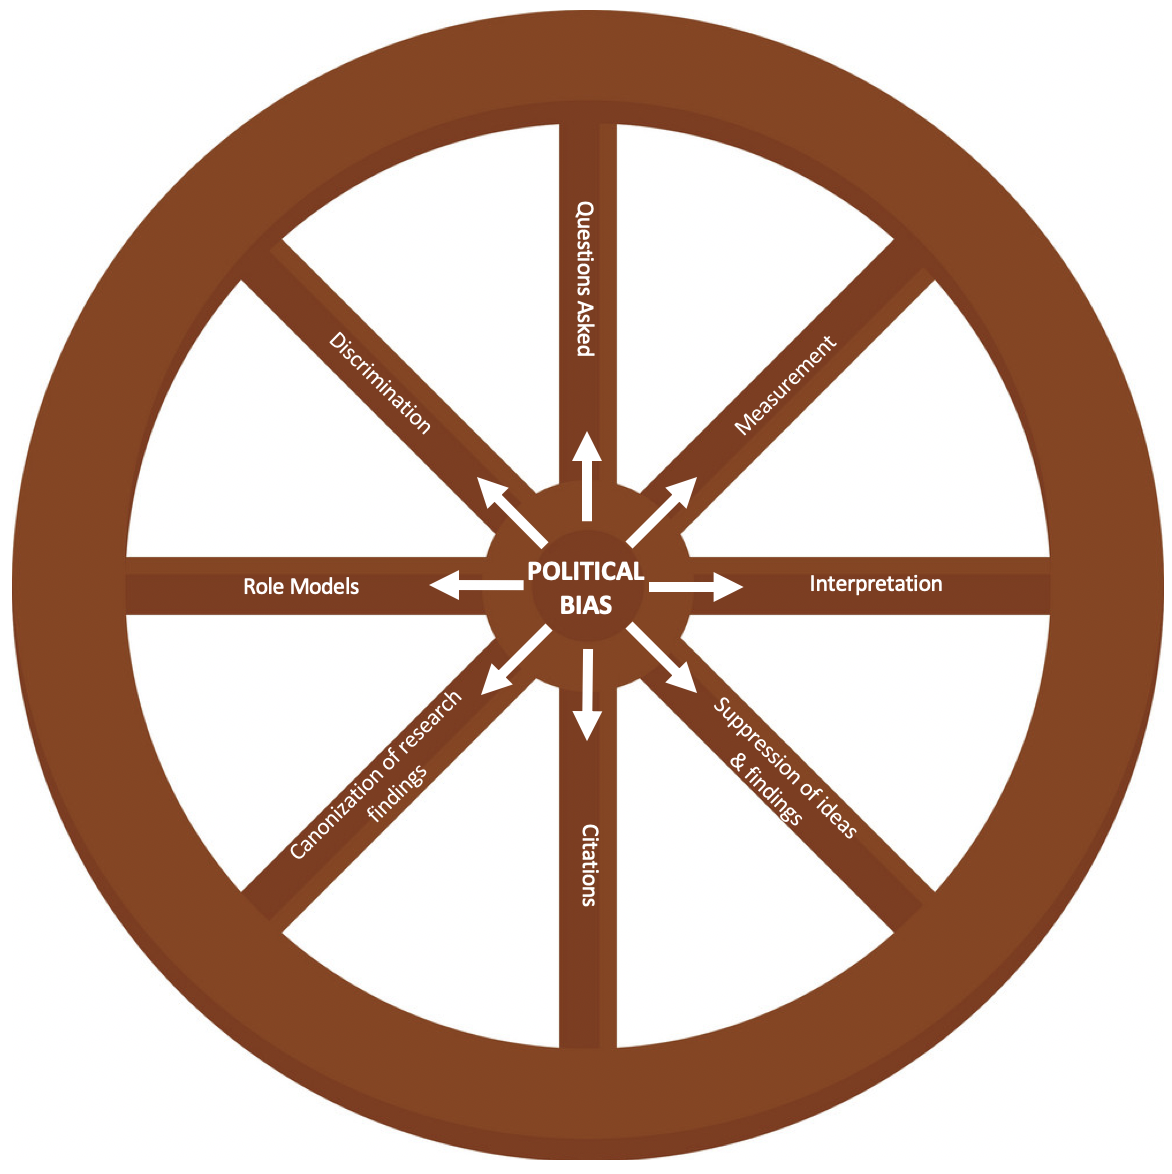 Questions Asked
Measurement
Interpretation
Suppression of ideas
& findings
Citations
Canonization of research
findings
Role Models
Discrimination
POLITICAL
BIAS